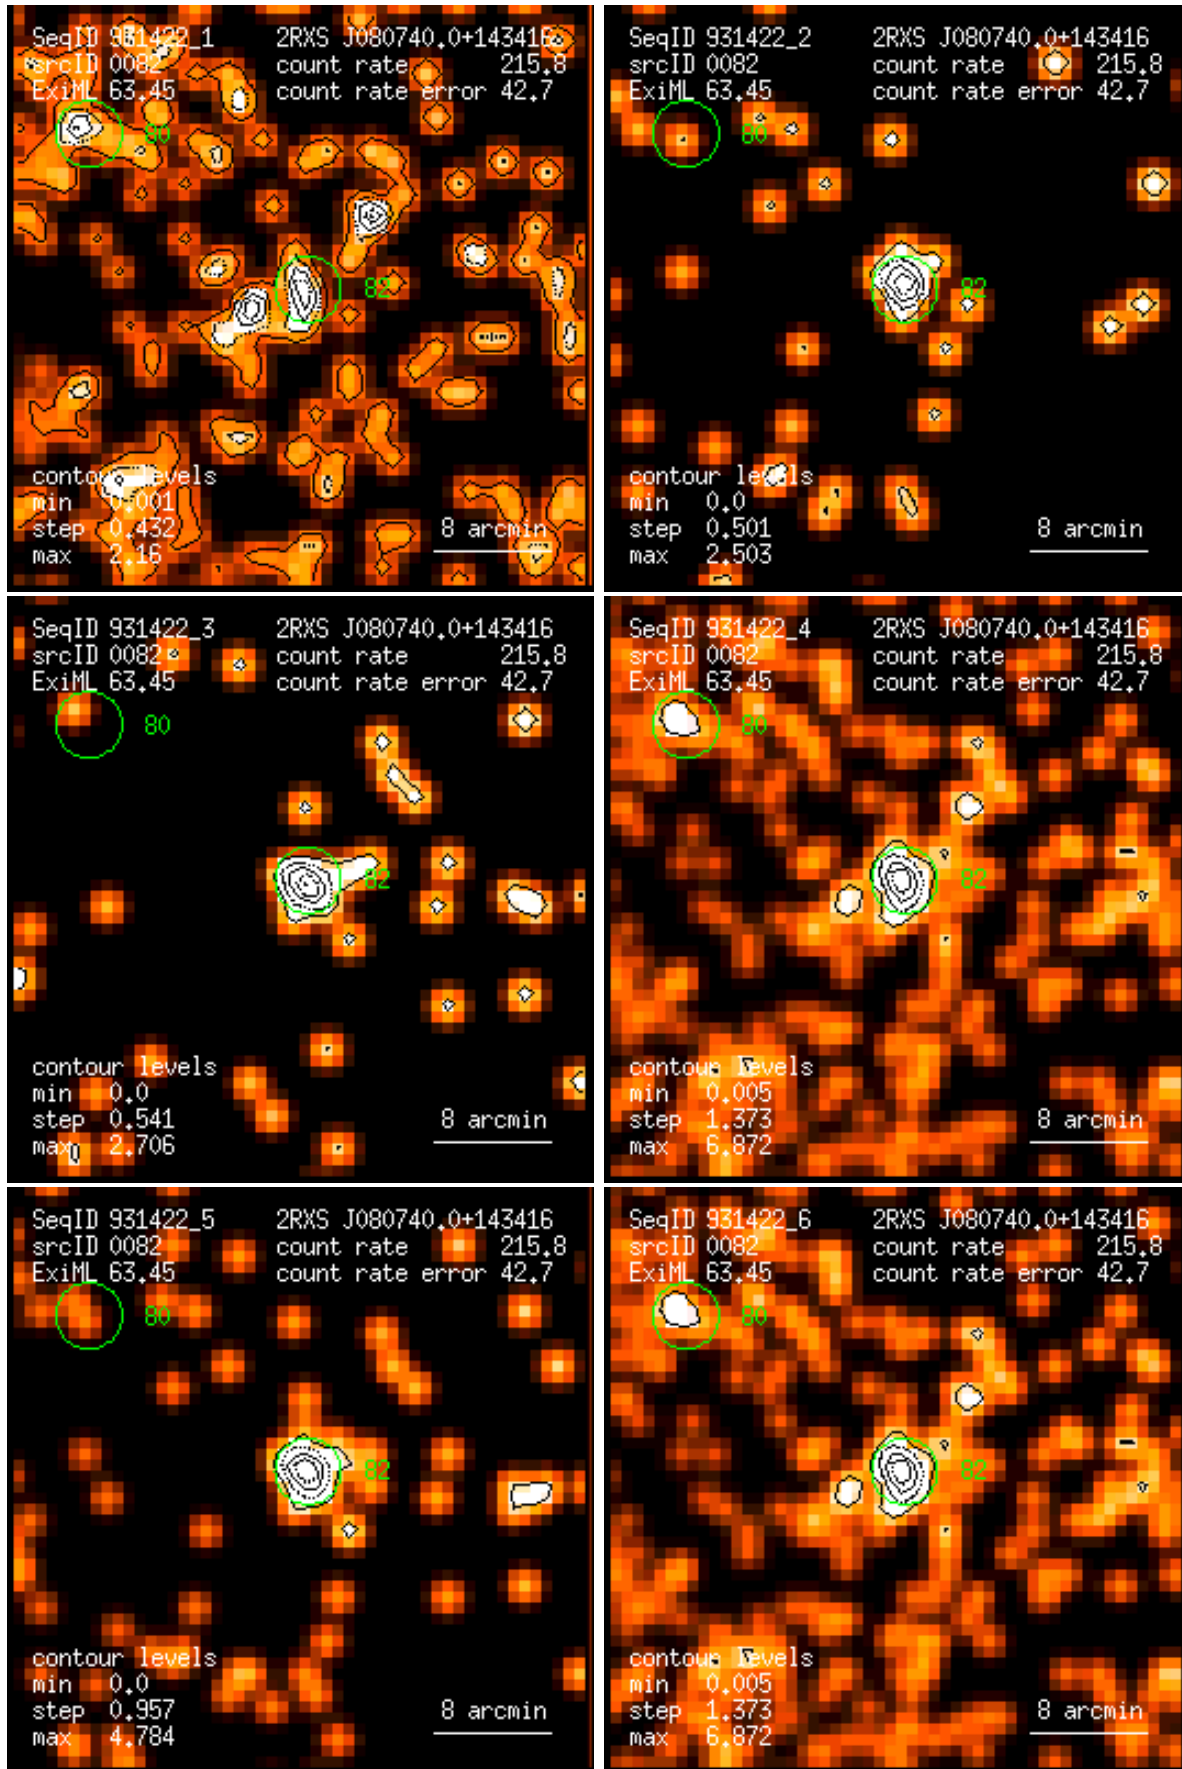 SeqID 931422_1 2RXS J080740.0+143416
srcID 0082 count rate 215.8
ExiML 63.45 count rate error 42.7
80
82
contour levels
min 0.001
step 0.432
max 2.16
8 arcmin
SeqID 931422_2 2RXS J080740.0+143416
srcID 0082 count rate 215.8
ExiML 63.45 count rate error 42.7
80
82
contour levels
min 0.0
step 0.501
max 2.503
8 arcmin
SeqID 931422_3 2RXS J080740.0+143416
srcID 0082 count rate 215.8
ExiML 63.45 count rate error 42.7
80
82
contour levels
min 0.0
step 0.541
max 2.706
8 arcmin
SeqID 931422_4 2RXS J080740.0+143416
srcID 0082 count rate 215.8
ExiML 63.45 count rate error 42.7
80
82
contour levels
min 0.005
step 1.373
max 6.872
8 arcmin
SeqID 931422_5 2RXS J080740.0+143416
srcID 0082 count rate 215.8
ExiML 63.45 count rate error 42.7
80
82
contour levels
min 0.0
step 0.957
max 4.784
8 arcmin
SeqID 931422_6 2RXS J080740.0+143416
srcID 0082 count rate 215.8
ExiML 63.45 count rate error 42.7
80
82
contour levels
min 0.005
step 1.373
max 6.872
8 arcmin